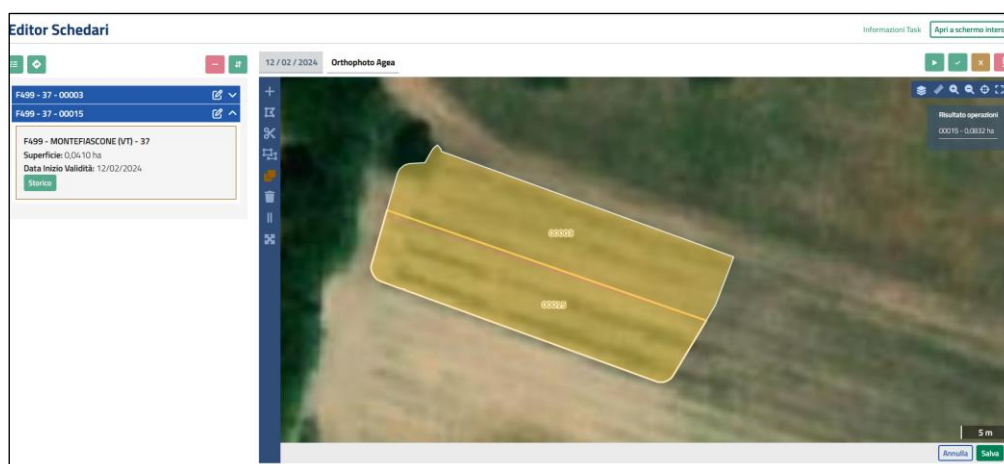 Editor Schedari
Informazioni Task
Apri a schermo intero
12 / 02 / 2024
Orthophoto Agea
F499 - 37 - 00003
F499 - 37 - 00015
F499 - MONTEFIASCONE (VT) - 37
Superficie: 0,0410 ha
Data Inizio Validità: 12/02/2024
Storico
Risultato operazioni
00015 - 0,0832 ha
00003
00015
5 m
Annulla
Salva